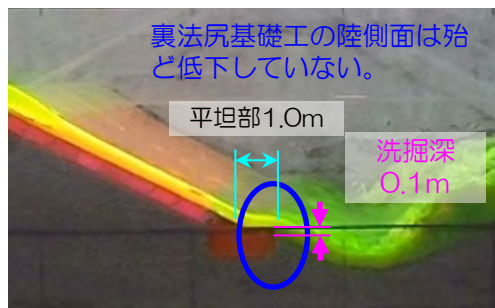 裏法尻基礎工の陸側面は殆
ど低下していない。
平坦部1.0m
洗掘深
0.1m